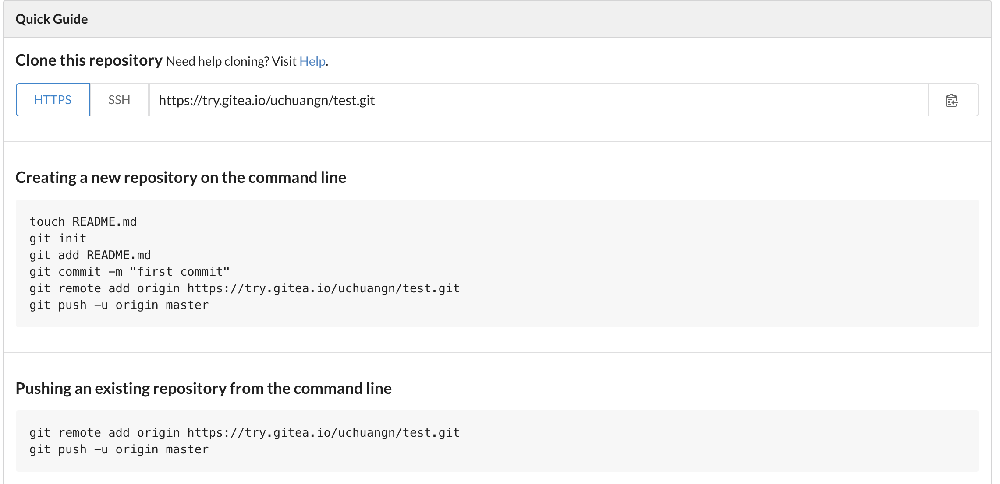 Quick Guide
Clone this repository Need help cloning? Visit Help.
HTTPS SSH https://try.gitea.io/uchuangn/test.git
Creating a new repository on the command line
touch README.md
git init
git add README.md
git commit -m "first commit"
git remote add origin https://try.gitea.io/uchuangn/test.git
git push -u origin master
Pushing an existing repository from the command line
git remote add origin https://try.gitea.io/uchuangn/test.git
git push -u origin master